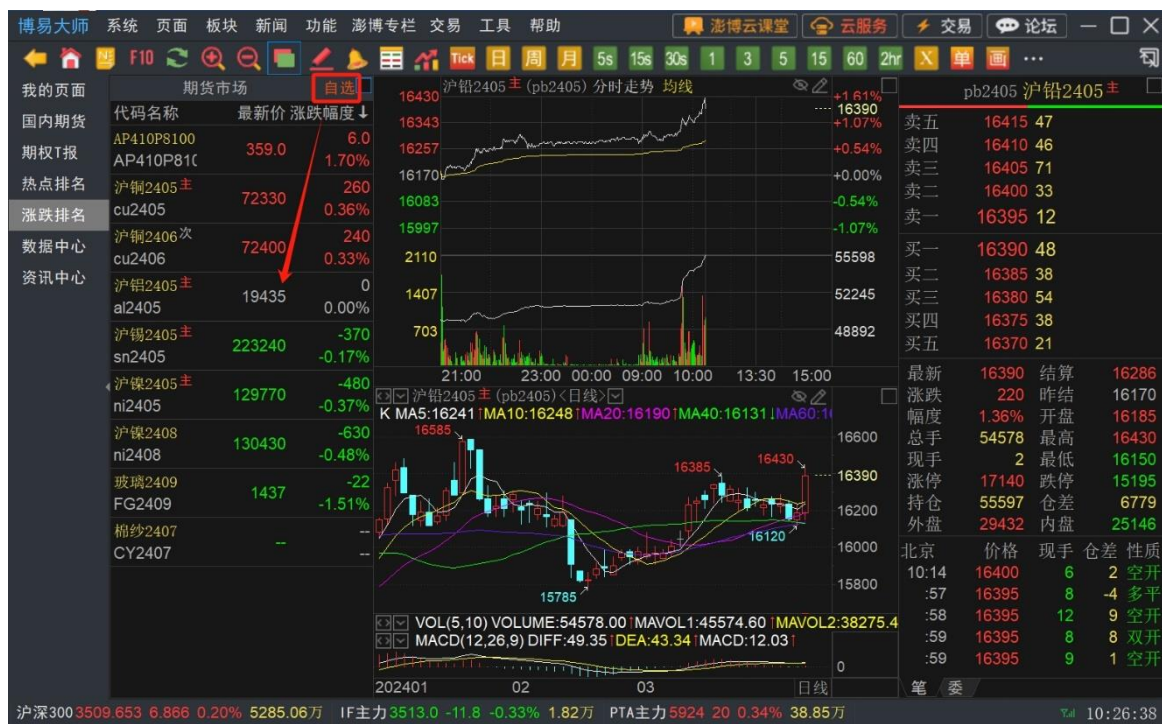 博易大师 系统 页面 板块 新闻 功能 澎博专栏 交易 工具 帮助 澎博云课堂 云服务 交易 论坛
F10 Tick 日 周 月 5s 15s 30s 1 3 5 15 60 2hr X 单 画 ···
我的页面
国内期货
期权T报
热点排名
涨跌排名
数据中心
资讯中心
期货市场 自选
代码名称 最新价 涨跌幅度↓
AP410P8100 359.0 6.0
AP410P81( 1.70%
沪铜2405主 72330 260
cu2405 0.36%
沪铜2406次 72400 240
cu2406 0.33%
沪铝2405主 19435 0
al2405 0.00%
沪锡2405主 223240 -370
sn2405 -0.17%
沪镍2405主 129770 -480
ni2405 -0.37%
沪镍2408 130430 -630
ni2408 -0.48%
玻璃2409 1437 -22
FG2409 -1.51%
棉纱2407 -- --
CY2407 --
沪铅2405主 (pb2405) 分时走势 均线
16430 +1.61%
16390
16343 +1.07%
16257 +0.54%
16170 +0.00%
16083 -0.54%
15997 -1.07%
2110 55598
1407 52245
703 48892
21:00 23:00 00:00 09:00 10:00 13:30 15:00
沪铅2405主 (pb2405)<日线>
K MA5:16241↑MA10:16248↑MA20:16190↑MA40:16131↓MA60:1
16585
16600
16385
16430
16390
16200
16120
16000
15800
15785
VOL(5,10) VOLUME:54578.00↑MAVOL1:45574.60↑MAVOL2:38275.4
MACD(12,26,9) DIFF:49.35↑DEA:43.34↑MACD:12.03↑
0
202401 02 03 日线
pb2405 沪铅2405主
卖五 16415 47
卖四 16410 46
卖三 16405 71
卖二 16400 33
卖一 16395 12
买一 16390 48
买二 16385 38
买三 16380 54
买四 16375 38
买五 16370 21
最新 16390 结算 16286
涨跌 220 昨结 16170
幅度 1.36% 开盘 16185
总手 54578 最高 16430
现手 2 最低 16150
涨停 17140 跌停 15195
持仓 55597 仓差 6779
外盘 29432 内盘 25146
北京 价格 现手 仓差 性质
10:14 16400 6 2 空开
:57 16395 8 -4 多平
:58 16395 12 9 空开
:59 16395 8 8 双开
:59 16395 9 1 空开
笔 委
沪深300 3509.653 6.866 0.20% 5285.06万 IF主力 3513.0 -11.8 -0.33% 1.82万 PTA主力 5924 20 0.34% 38.85万 10:26:38